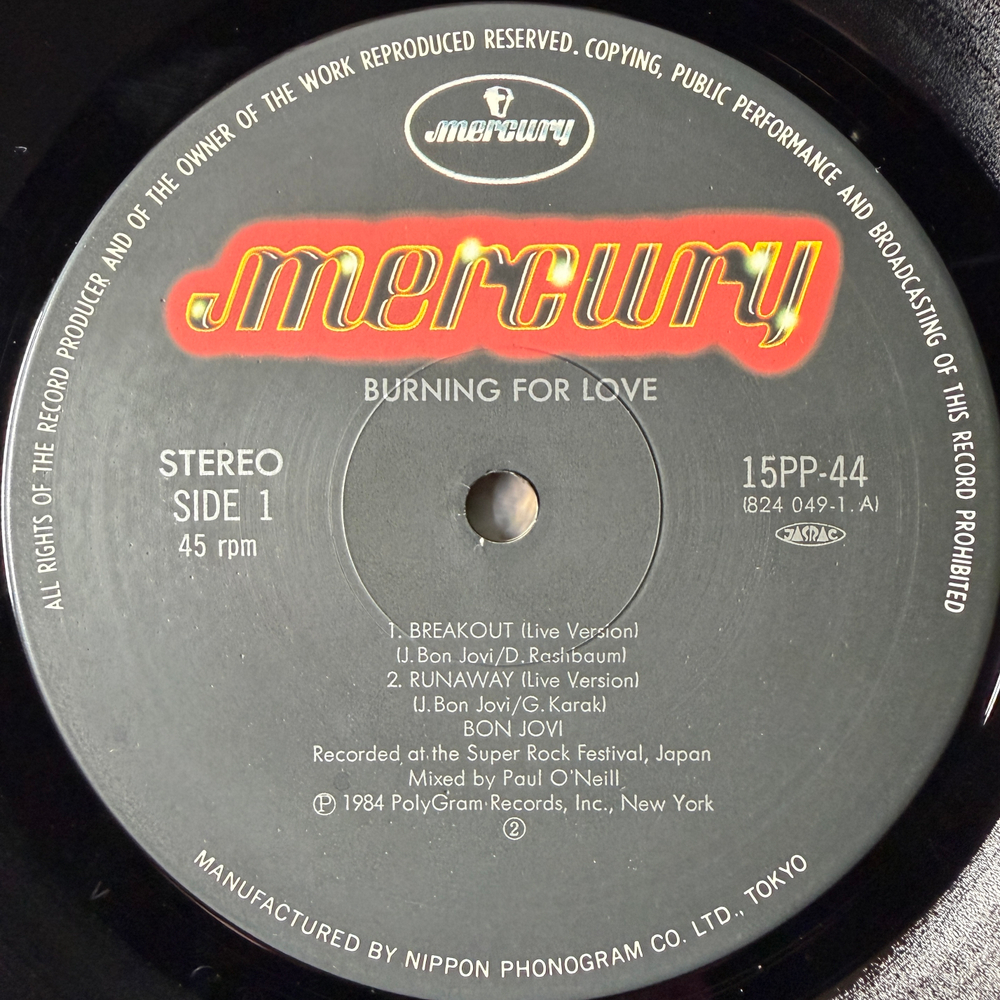 ALL RIGHTS OF THE RECORD PRODUCER AND OF THE OWNER OF THE WORK REPRODUCED RESERVED. COPYING, PUBLIC PERFORMANCE AND BROADCASTING OF THIS RECORD PROHIBITED
mercury
mercury
BURNING FOR LOVE
STEREO
SIDE 1
45 rpm
15PP-44
(824 049-1.A)
JASRAC
1. BREAKOUT (Live Version)
(J.Bon Jovi/D.Rashbaum)
2. RUNAWAY (Live Version)
(J.Bon Jovi/G.Karak)
BON JOVI
Recorded at the Super Rock Festival, Japan
Mixed by Paul O'Neill
Ⓟ 1984 PolyGram Records, Inc., New York
②
MANUFACTURED BY NIPPON PHONOGRAM CO. LTD., TOKYO